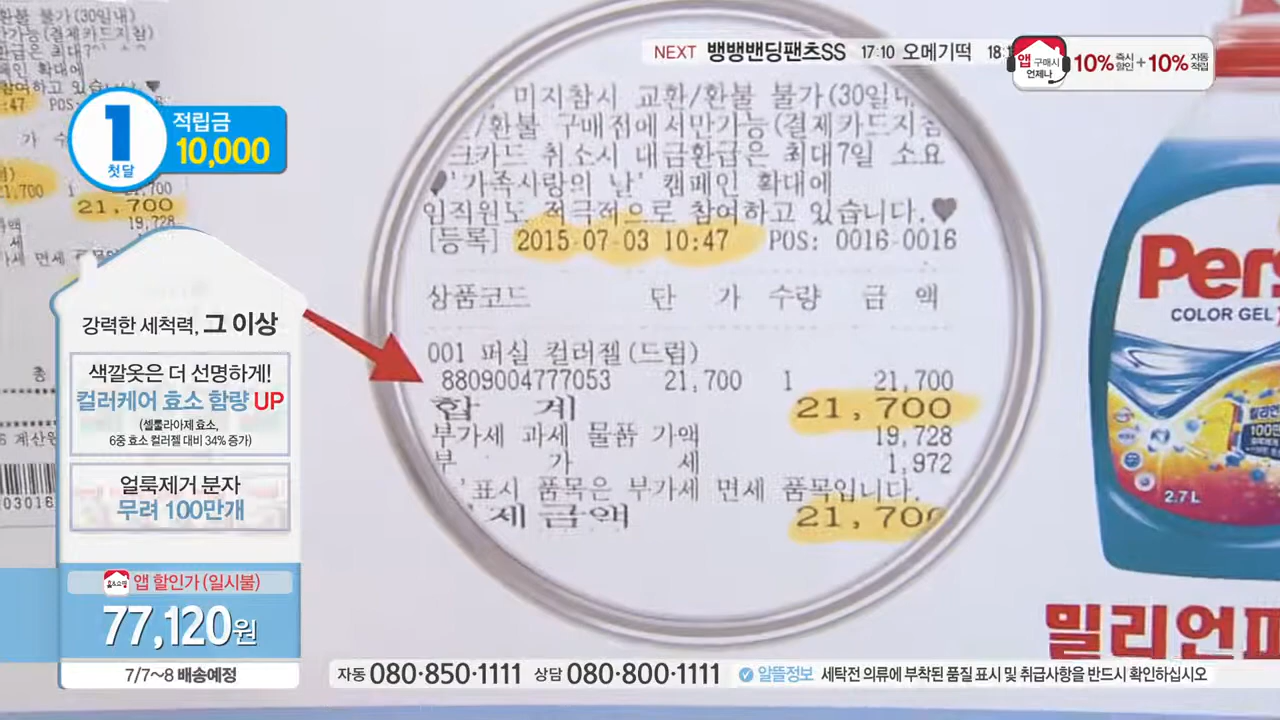 NEXT 뱅뱅밴딩팬츠SS 17:10 오메기떡
앱 구매시 언제나
10% 즉시할인 + 10% 자동적립
1
첫달
적립금
10,000
강력한 세척력, 그 이상
색깔옷은 더 선명하게!
컬러케어 효소 함량 UP
(셀룰라아제 효소,
6중 효소 컬러젤 대비 34% 증가)
얼룩제거 분자
무려 100만개
앱 할인가 (일시불)
77,120원
7/7~8 배송예정
미지참시 교환/환불 불가(30일내
/환불 구매점에서만가능(결제카드지참
크카드 취소시 대금환급은 최대7일 소요
♥'가족사랑의 날' 캠페인 확대에
임직원도 적극적으로 참여하고 있습니다.♥
[등록] 2015-07-03 10:47 POS: 0016-0016
상품코드 단 가 수량 금 액
001 퍼실 컬러젤(드럼)
8809004777053 21,700 1 21,700
합 계 21,700
부가세 과세 물품 가액 19,728
부 가 세 1,972
'표시 품목은 부가세 면세 품목입니다.
제금액 21,700
Pers
COLOR GEL
2.7 L
밀리언퍼
자동 080·850·1111 상담 080·800·1111 알뜰정보 세탁전 의류에 부착된 품질 표시 및 취급사항을 반드시 확인하십시오